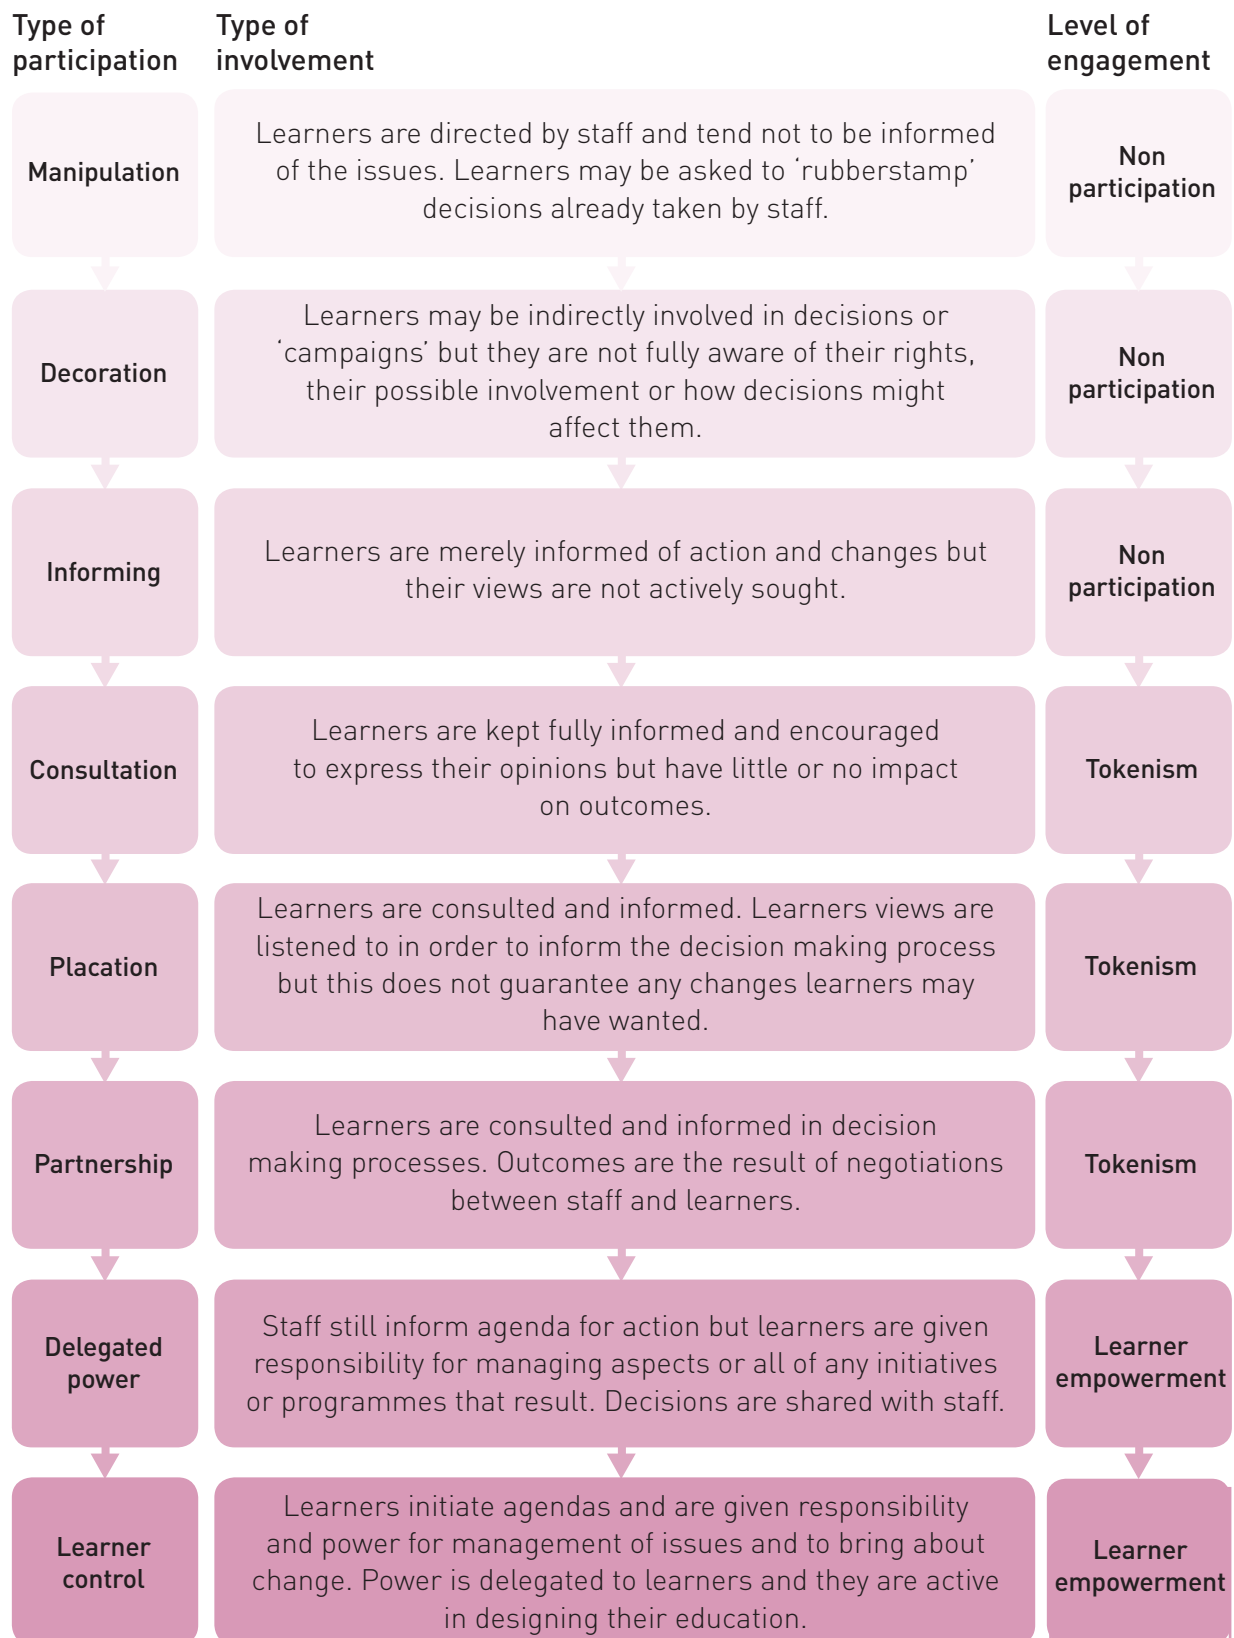 Type of
participation
Type of
involvement
Level of
engagement
Manipulation
Learners are directed by staff and tend not to be informed
of the issues. Learners may be asked to ‘rubberstamp’
decisions already taken by staff.
Non
participation
Decoration
Learners may be indirectly involved in decisions or
‘campaigns’ but they are not fully aware of their rights,
their possible involvement or how decisions might
affect them.
Non
participation
Informing
Learners are merely informed of action and changes but
their views are not actively sought.
Non
participation
Consultation
Learners are kept fully informed and encouraged
to express their opinions but have little or no impact
on outcomes.
Tokenism
Placation
Learners are consulted and informed. Learners views are
listened to in order to inform the decision making process
but this does not guarantee any changes learners may
have wanted.
Tokenism
Partnership
Learners are consulted and informed in decision
making processes. Outcomes are the result of negotiations
between staff and learners.
Tokenism
Delegated
power
Staff still inform agenda for action but learners are given
responsibility for managing aspects or all of any initiatives
or programmes that result. Decisions are shared with staff.
Learner
empowerment
Learner
control
Learners initiate agendas and are given responsibility
and power for management of issues and to bring about
change. Power is delegated to learners and they are active
in designing their education.
Learner
empowerment